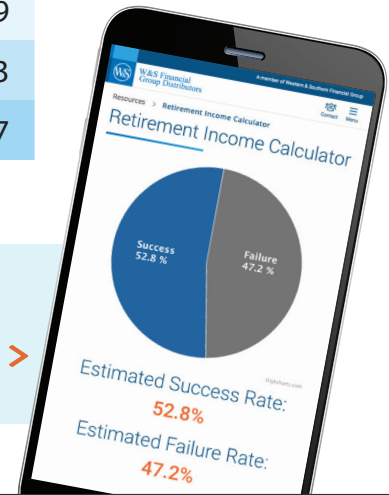 9
3
7
W&S
W&S Financial
Group Distributors
A member of Western & Southern Financial Group
Contact
Menu
Resources > Retirement Income Calculator
Retirement Income Calculator
Success
52.8 %
Failure
47.2 %
Highcharts.com
>
Estimated Success Rate:
52.8%
Estimated Failure Rate:
47.2%